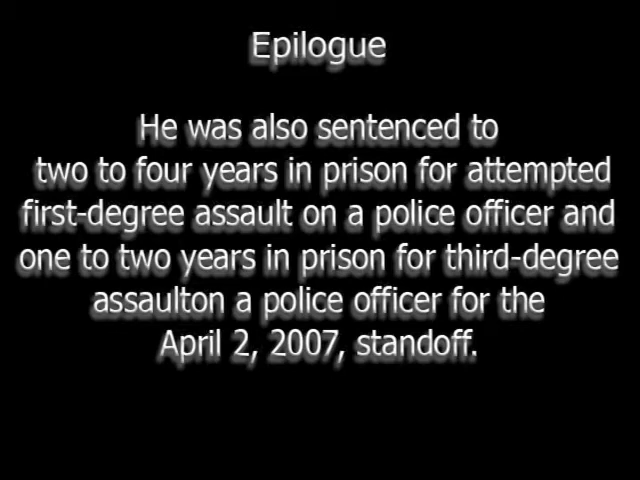 Epilogue
He was also sentenced to
two to four years in prison for attempted
first-degree assault on a police officer and
one to two years in prison for third-degree
assaulton a police officer for the
April 2, 2007, standoff.